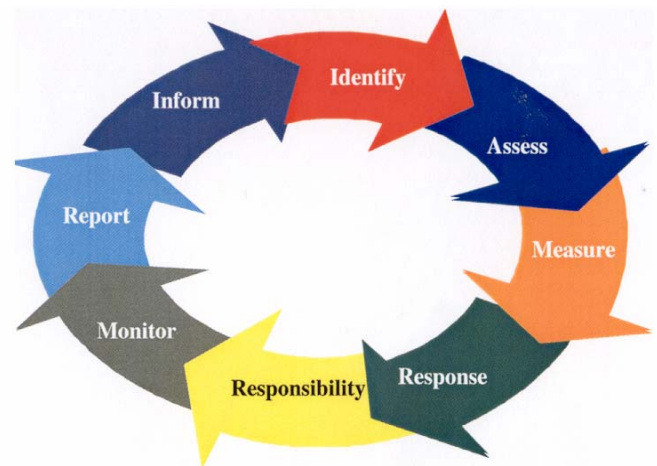 Identify
Assess
Measure
Response
Responsibility
Monitor
Report
Inform